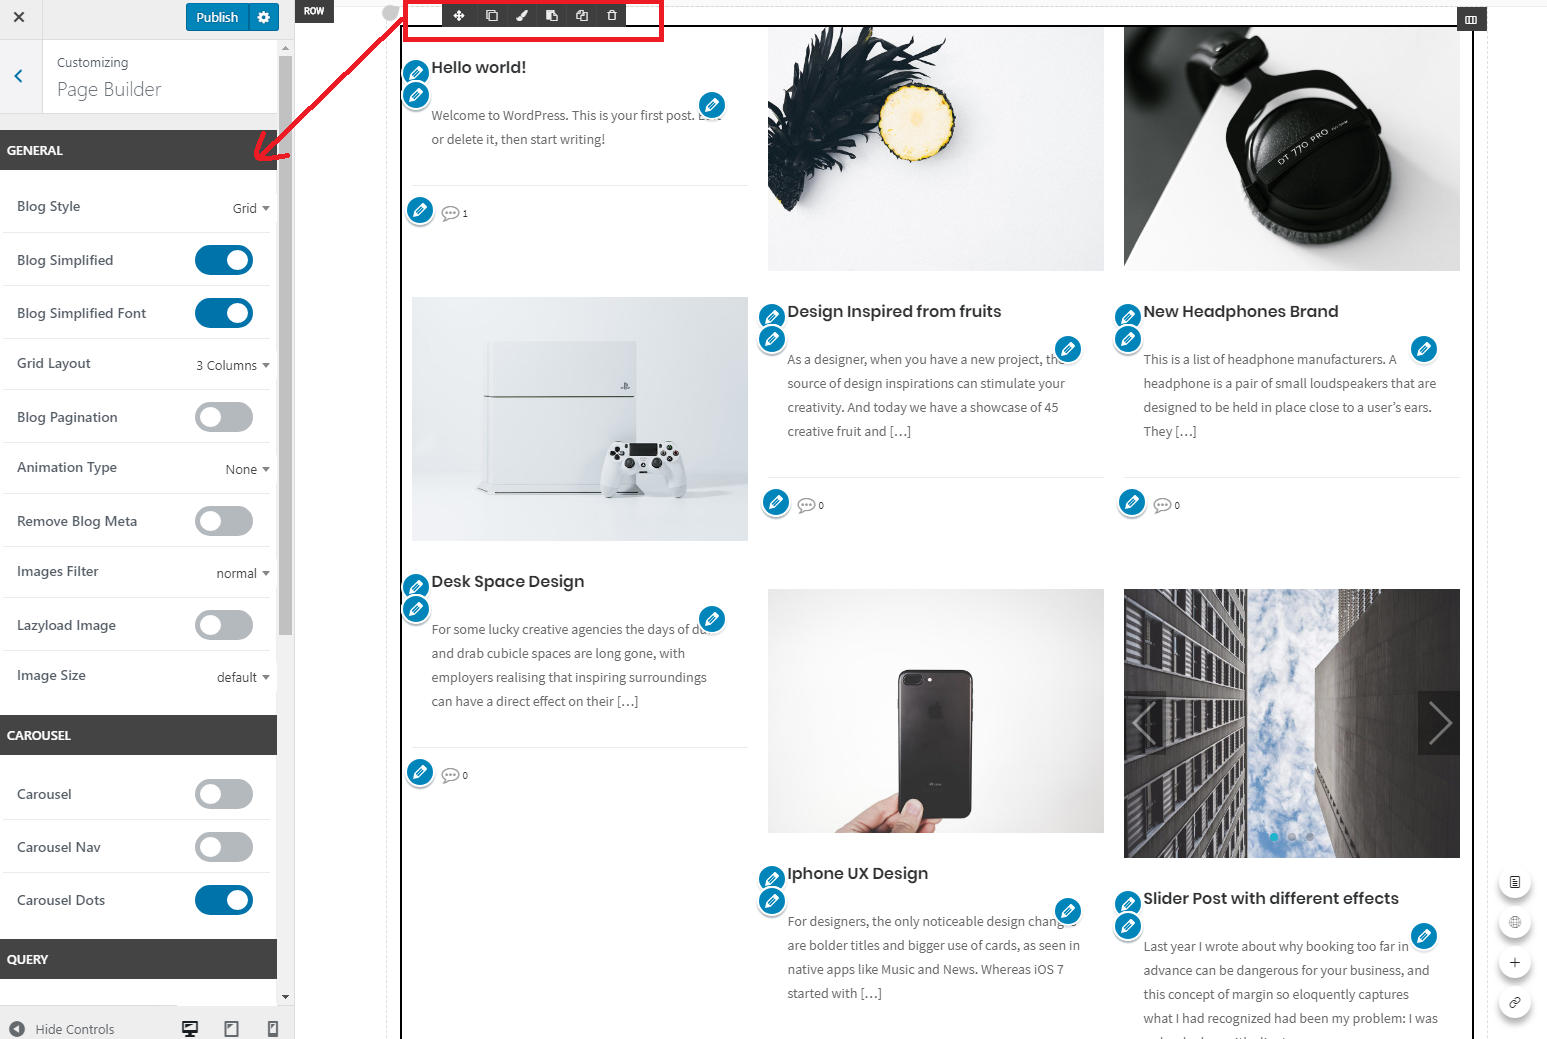 Publish
ROW
Customizing
Page Builder
GENERAL
Blog Style
Grid
Blog Simplified
Blog Simplified Font
Grid Layout
3 Columns
Blog Pagination
Animation Type
None
Remove Blog Meta
Images Filter
normal
Lazyload Image
Image Size
default
CAROUSEL
Carousel
Carousel Nav
Carousel Dots
QUERY
Hide Controls
Hello world!
Welcome to WordPress. This is your first post.
or delete it, then start writing!
1
Desk Space Design
For some lucky creative agencies the days of
and drab cubicle spaces are long gone, with
employers realising that inspiring surroundings
can have a direct effect on their […]
0
Design Inspired from fruits
As a designer, when you have a new project, the
source of design inspirations can stimulate your
creativity. And today we have a showcase of 45
creative fruit and […]
0
Iphone UX Design
For designers, the only noticeable design changes
are bolder titles and bigger use of cards, as seen in
native apps like Music and News. Whereas iOS 7
started with […]
DT 770 PRO
New Headphones Brand
This is a list of headphone manufacturers. A
headphone is a pair of small loudspeakers that are
designed to be held in place close to a user’s ears.
They […]
0
Slider Post with different effects
Last year I wrote about why booking too far in
advance can be dangerous for your business, and
this concept of margin so eloquently captures
what I had recognized had been my problem: I was